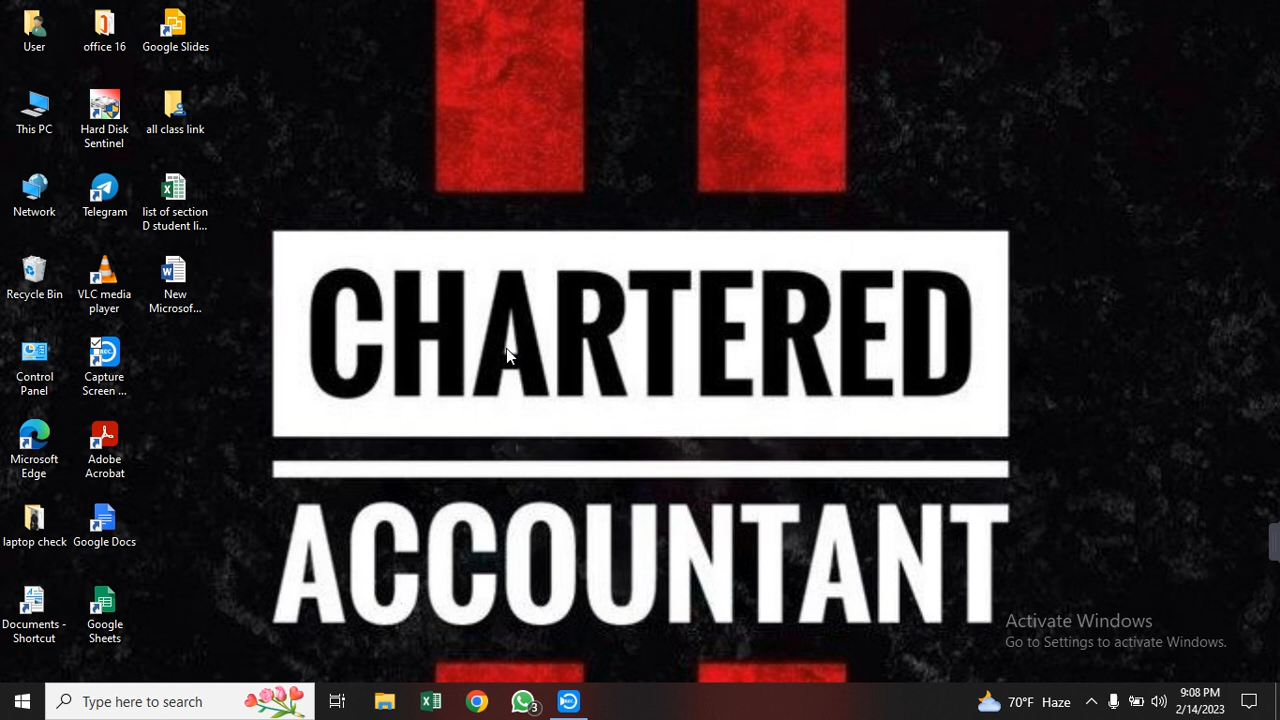 User
office 16
Google Slides
This PC
Hard Disk
Sentinel
all class link
Network
Telegram
list of section
D student li...
Recycle Bin
VLC media
player
New
Microsof...
Control
Panel
Capture
Screen ...
Microsoft
Edge
Adobe
Acrobat
laptop check
Google Docs
Documents -
Shortcut
Google
Sheets
CHARTERED
ACCOUNTANT
Activate Windows
Go to Settings to activate Windows.
Type here to search
3
REC
70°F Haze
9:08 PM
2/14/2023